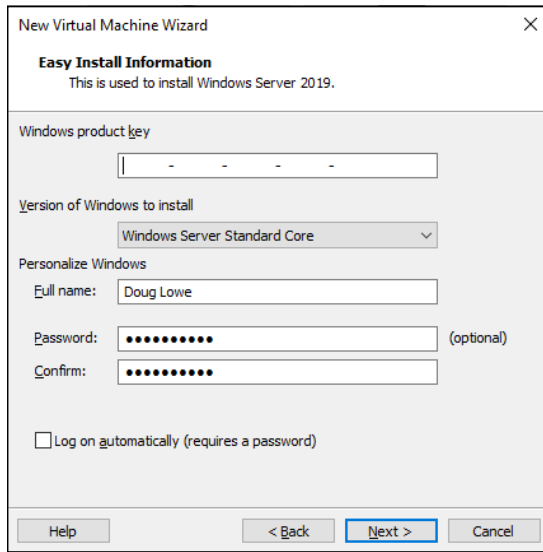 New Virtual Machine Wizard
Easy Install Information
This is used to install Windows Server 2019.
Windows product key
- - - -
Version of Windows to install
Windows Server Standard Core
Personalize Windows
Full name: Doug Lowe
Password: ●●●●●●●●●● (optional)
Confirm: ●●●●●●●●●●
Log on automatically (requires a password)
Help < Back Next > Cancel